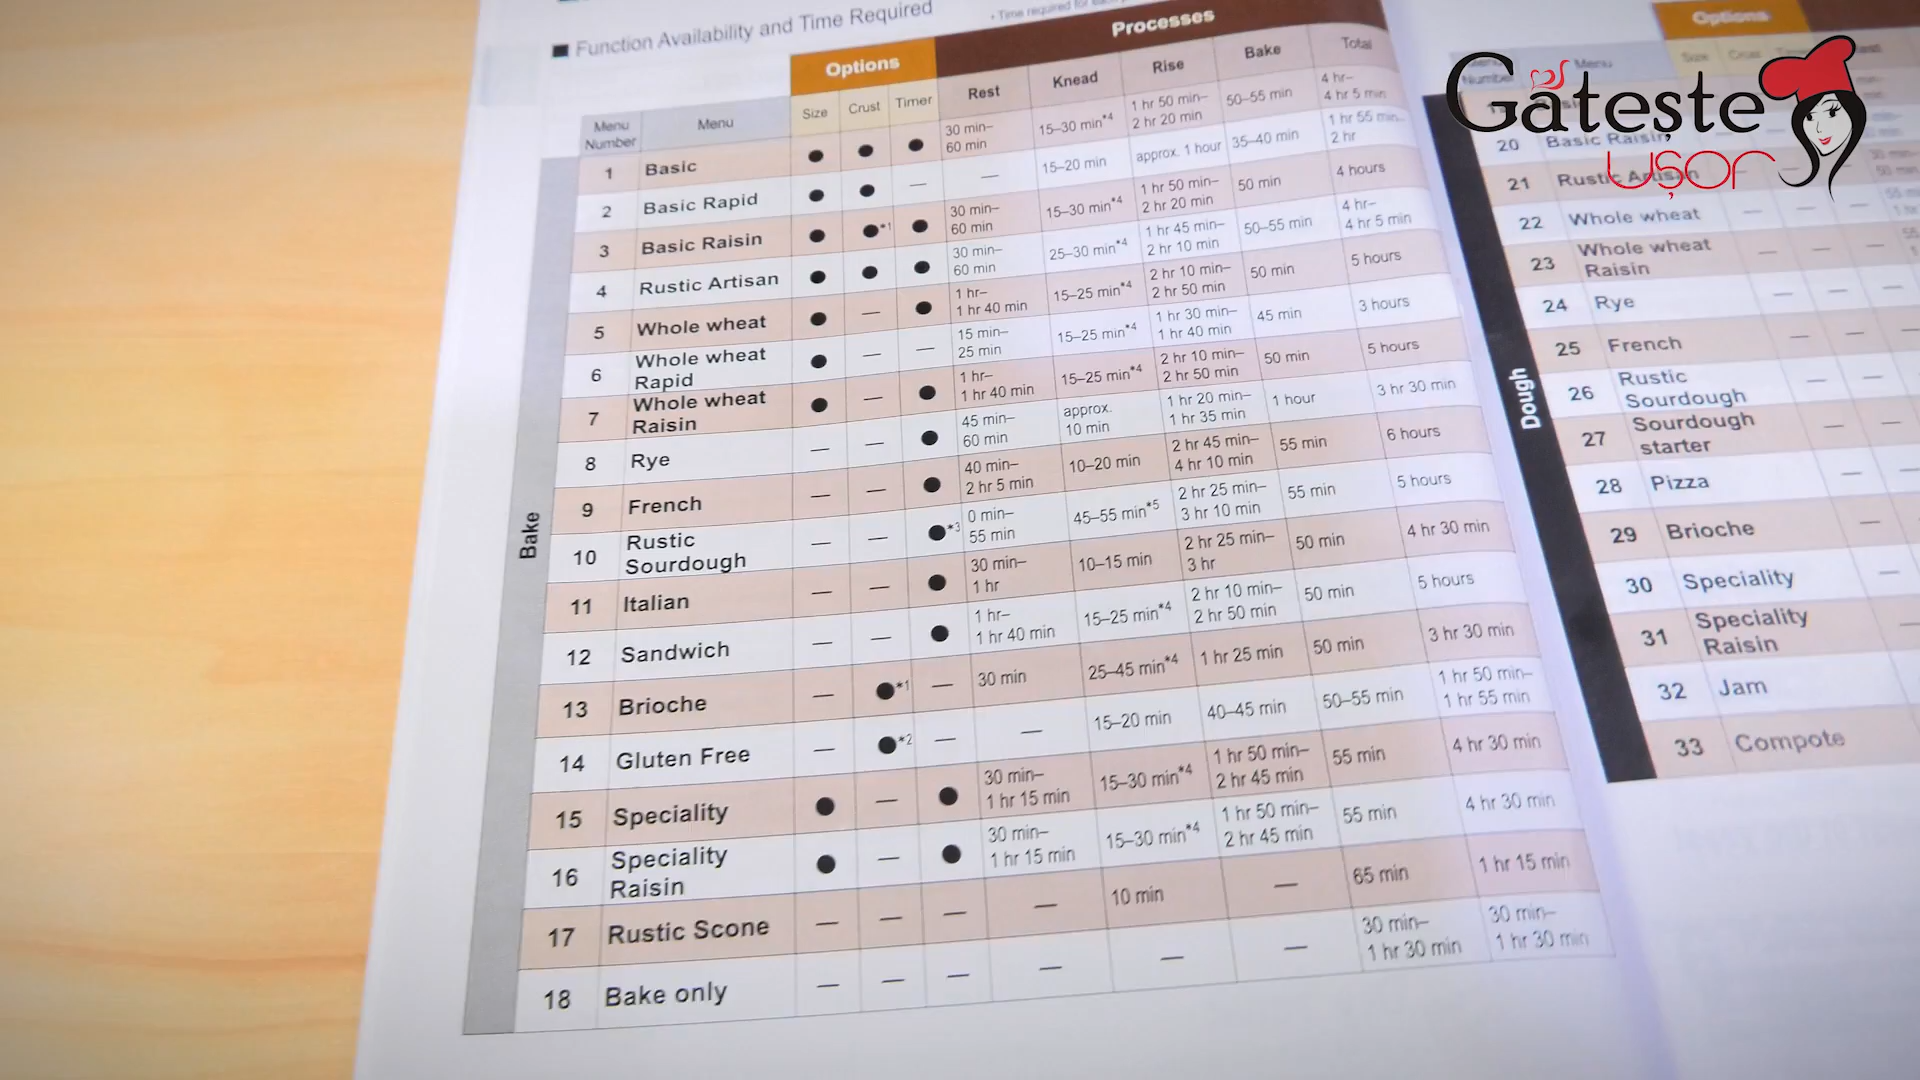 ■ Function Availability and Time Required
Options Processes
Menu Number Menu Size Crust Timer Rest Knead Rise Bake Total
Bake
1 Basic ● ● ● 30 min–60 min 15–30 min*4 1 hr 50 min–2 hr 20 min 50–55 min 4 hr–4 hr 5 min
2 Basic Rapid ● ● — — 15–20 min approx. 1 hour 35–40 min 1 hr 55 min–2 hr
3 Basic Raisin ● ●*1 ● 30 min–60 min 15–30 min*4 1 hr 50 min–2 hr 20 min 50 min 4 hours
4 Rustic Artisan ● ● ● 30 min–60 min 25–30 min*4 1 hr 45 min–2 hr 10 min 50–55 min 4 hr–4 hr 5 min
5 Whole wheat ● — ● 1 hr–1 hr 40 min 15–25 min*4 2 hr 10 min–2 hr 50 min 50 min 5 hours
6 Whole wheat Rapid ● — — 15 min–25 min 15–25 min*4 1 hr 30 min–1 hr 40 min 45 min 3 hours
7 Whole wheat Raisin ● — ● 1 hr–1 hr 40 min 15–25 min*4 2 hr 10 min–2 hr 50 min 50 min 5 hours
8 Rye — — ● 45 min–60 min approx. 10 min 1 hr 20 min–1 hr 35 min 1 hour 3 hr 30 min
9 French — — ● 40 min–2 hr 5 min 10–20 min 2 hr 45 min–4 hr 10 min 55 min 6 hours
10 Rustic Sourdough — — ●*3 0 min–55 min 45–55 min*5 2 hr 25 min–3 hr 10 min 55 min 5 hours
11 Italian — — ● 30 min–1 hr 10–15 min 2 hr 25 min–3 hr 50 min 4 hr 30 min
12 Sandwich — — ● 1 hr–1 hr 40 min 15–25 min*4 2 hr 10 min–2 hr 50 min 50 min 5 hours
13 Brioche — ●*1 — 30 min 25–45 min*4 1 hr 25 min 50 min 3 hr 30 min
14 Gluten Free — ●*2 — — 15–20 min 40–45 min 50–55 min 1 hr 50 min–1 hr 55 min
15 Speciality ● — ● 30 min–1 hr 15 min 15–30 min*4 1 hr 50 min–2 hr 45 min 55 min 4 hr 30 min
16 Speciality Raisin ● — ● 30 min–1 hr 15 min 15–30 min*4 1 hr 50 min–2 hr 45 min 55 min 4 hr 30 min
17 Rustic Scone — — — — 10 min — 65 min 1 hr 15 min
18 Bake only — — — — — — 30 min–1 hr 30 min 30 min–1 hr 30 min
Options
Menu Number Menu Size Crust
Dough
20 Basic Raisin
21 Rustic Artisan
22 Whole wheat — — —
23 Whole wheat Raisin — — —
24 Rye — — —
25 French — — —
26 Rustic Sourdough — —
27 Sourdough starter — —
28 Pizza — —
29 Brioche —
30 Speciality —
31 Speciality Raisin —
32 Jam
33 Compote
Gătește
Ușor